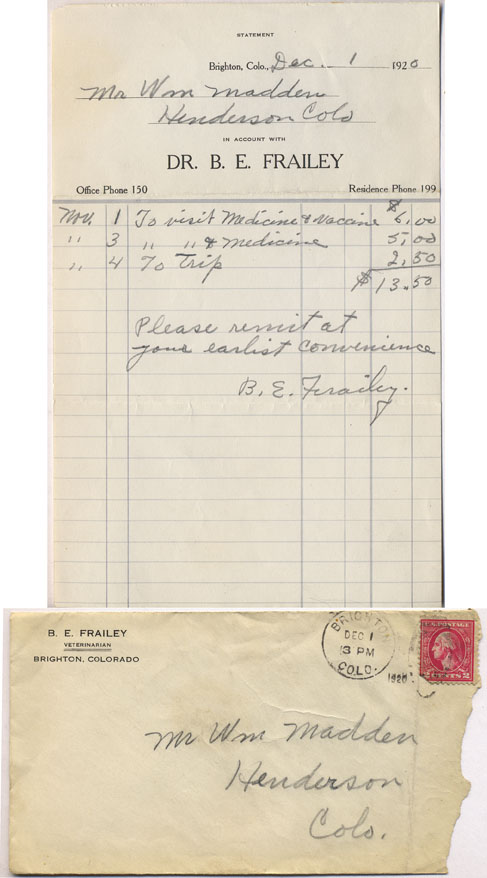 STATEMENT
Brighton, Colo., Dec. 1 1920
Mr Wm Madden
Henderson Colo
IN ACCOUNT WITH
DR. B. E. FRAILEY
Office Phone 150 Residence Phone 199
Nov. 1 To visit Medicine & Vaccine $6.00
" 3 " " & Medicine 5.00
" 4 To Trip 2.50
$13.50
Please remit at
your earlist convenience
B. E. Frailey.
B. E. FRAILEY
VETERINARIAN
BRIGHTON, COLORADO
BRIGHTON
DEC 1
3 PM
COLO.
1920
U.S. POSTAGE
2 CENTS 2
Mr Wm Madden
Henderson
Colo.